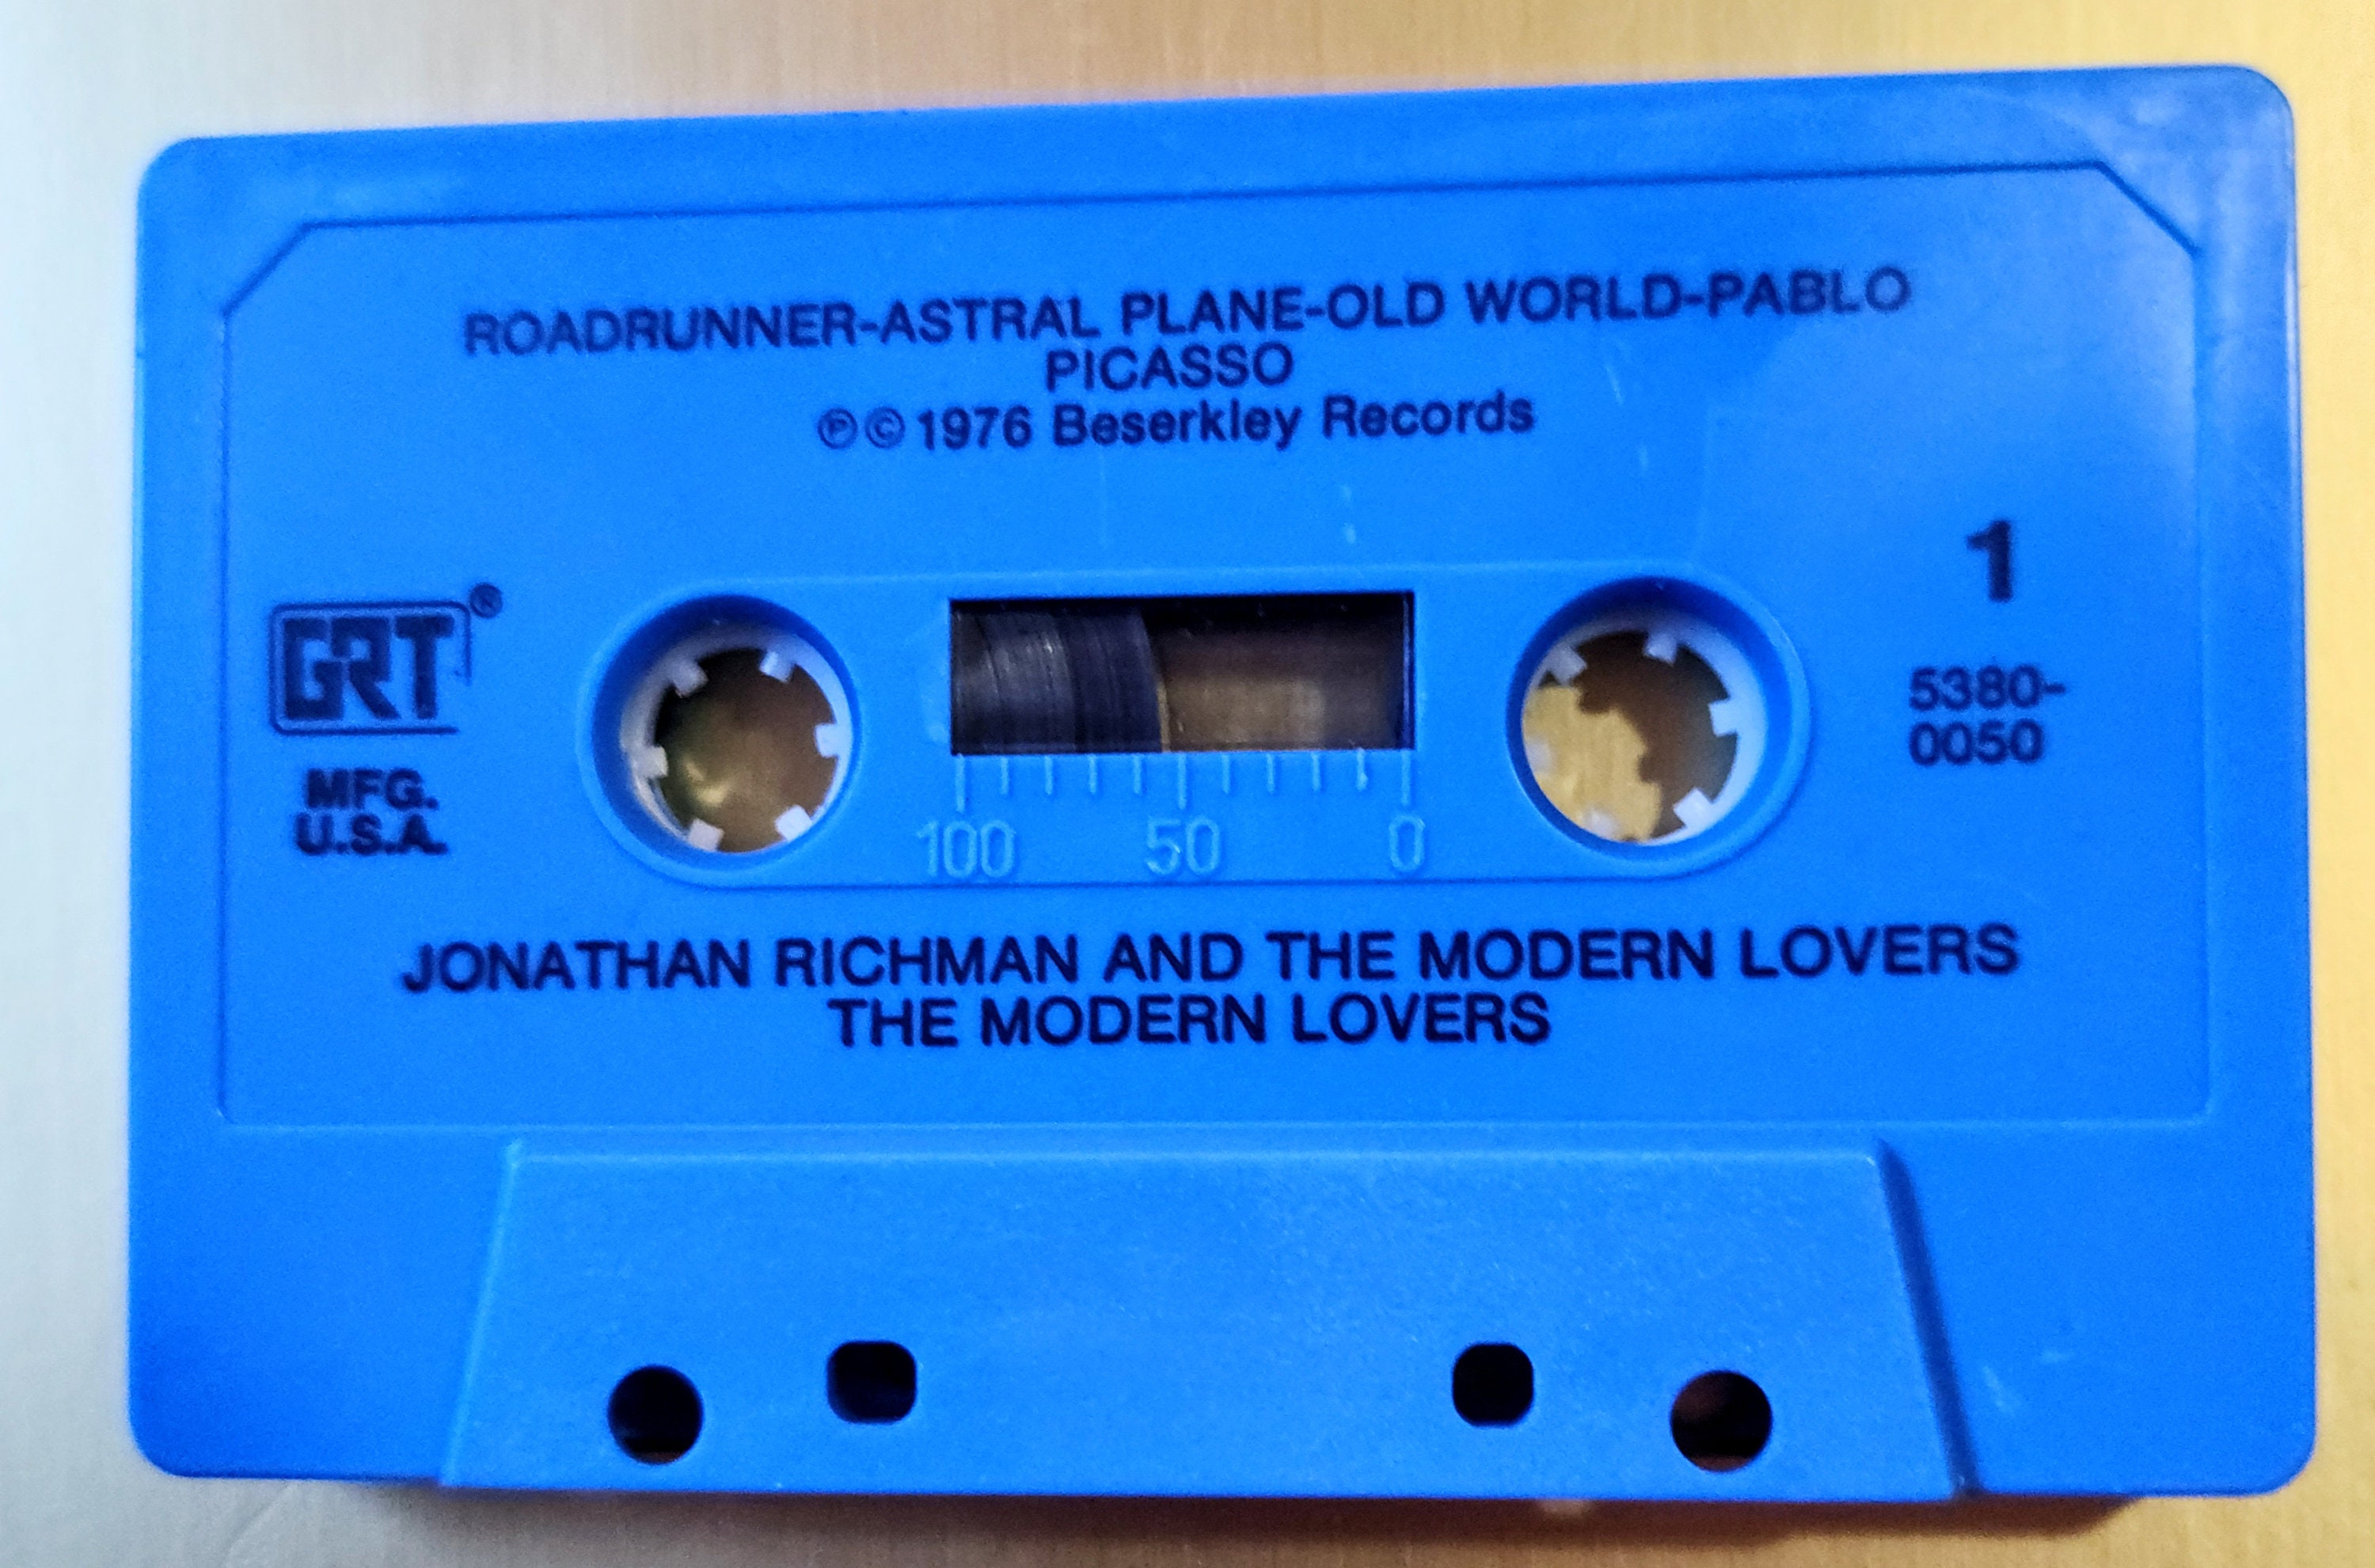 ROADRUNNER-ASTRAL PLANE-OLD WORLD-PABLO
PICASSO
℗ © 1976 Beserkley Records
1
GRT®
5380-
0050
MFG.
U.S.A.
100 50 0
JONATHAN RICHMAN AND THE MODERN LOVERS
THE MODERN LOVERS